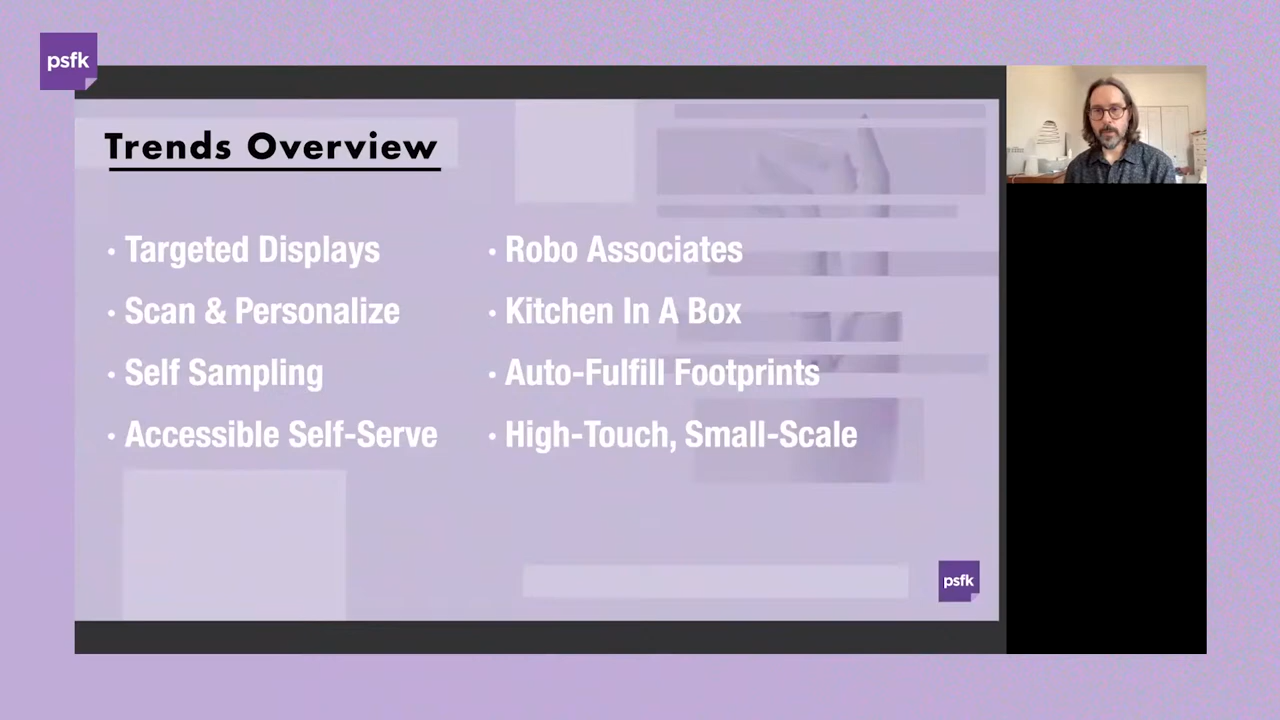 psfk
Trends Overview
• Targeted Displays
• Scan & Personalize
• Self Sampling
• Accessible Self-Serve
• Robo Associates
• Kitchen In A Box
• Auto-Fulfill Footprints
• High-Touch, Small-Scale
psfk